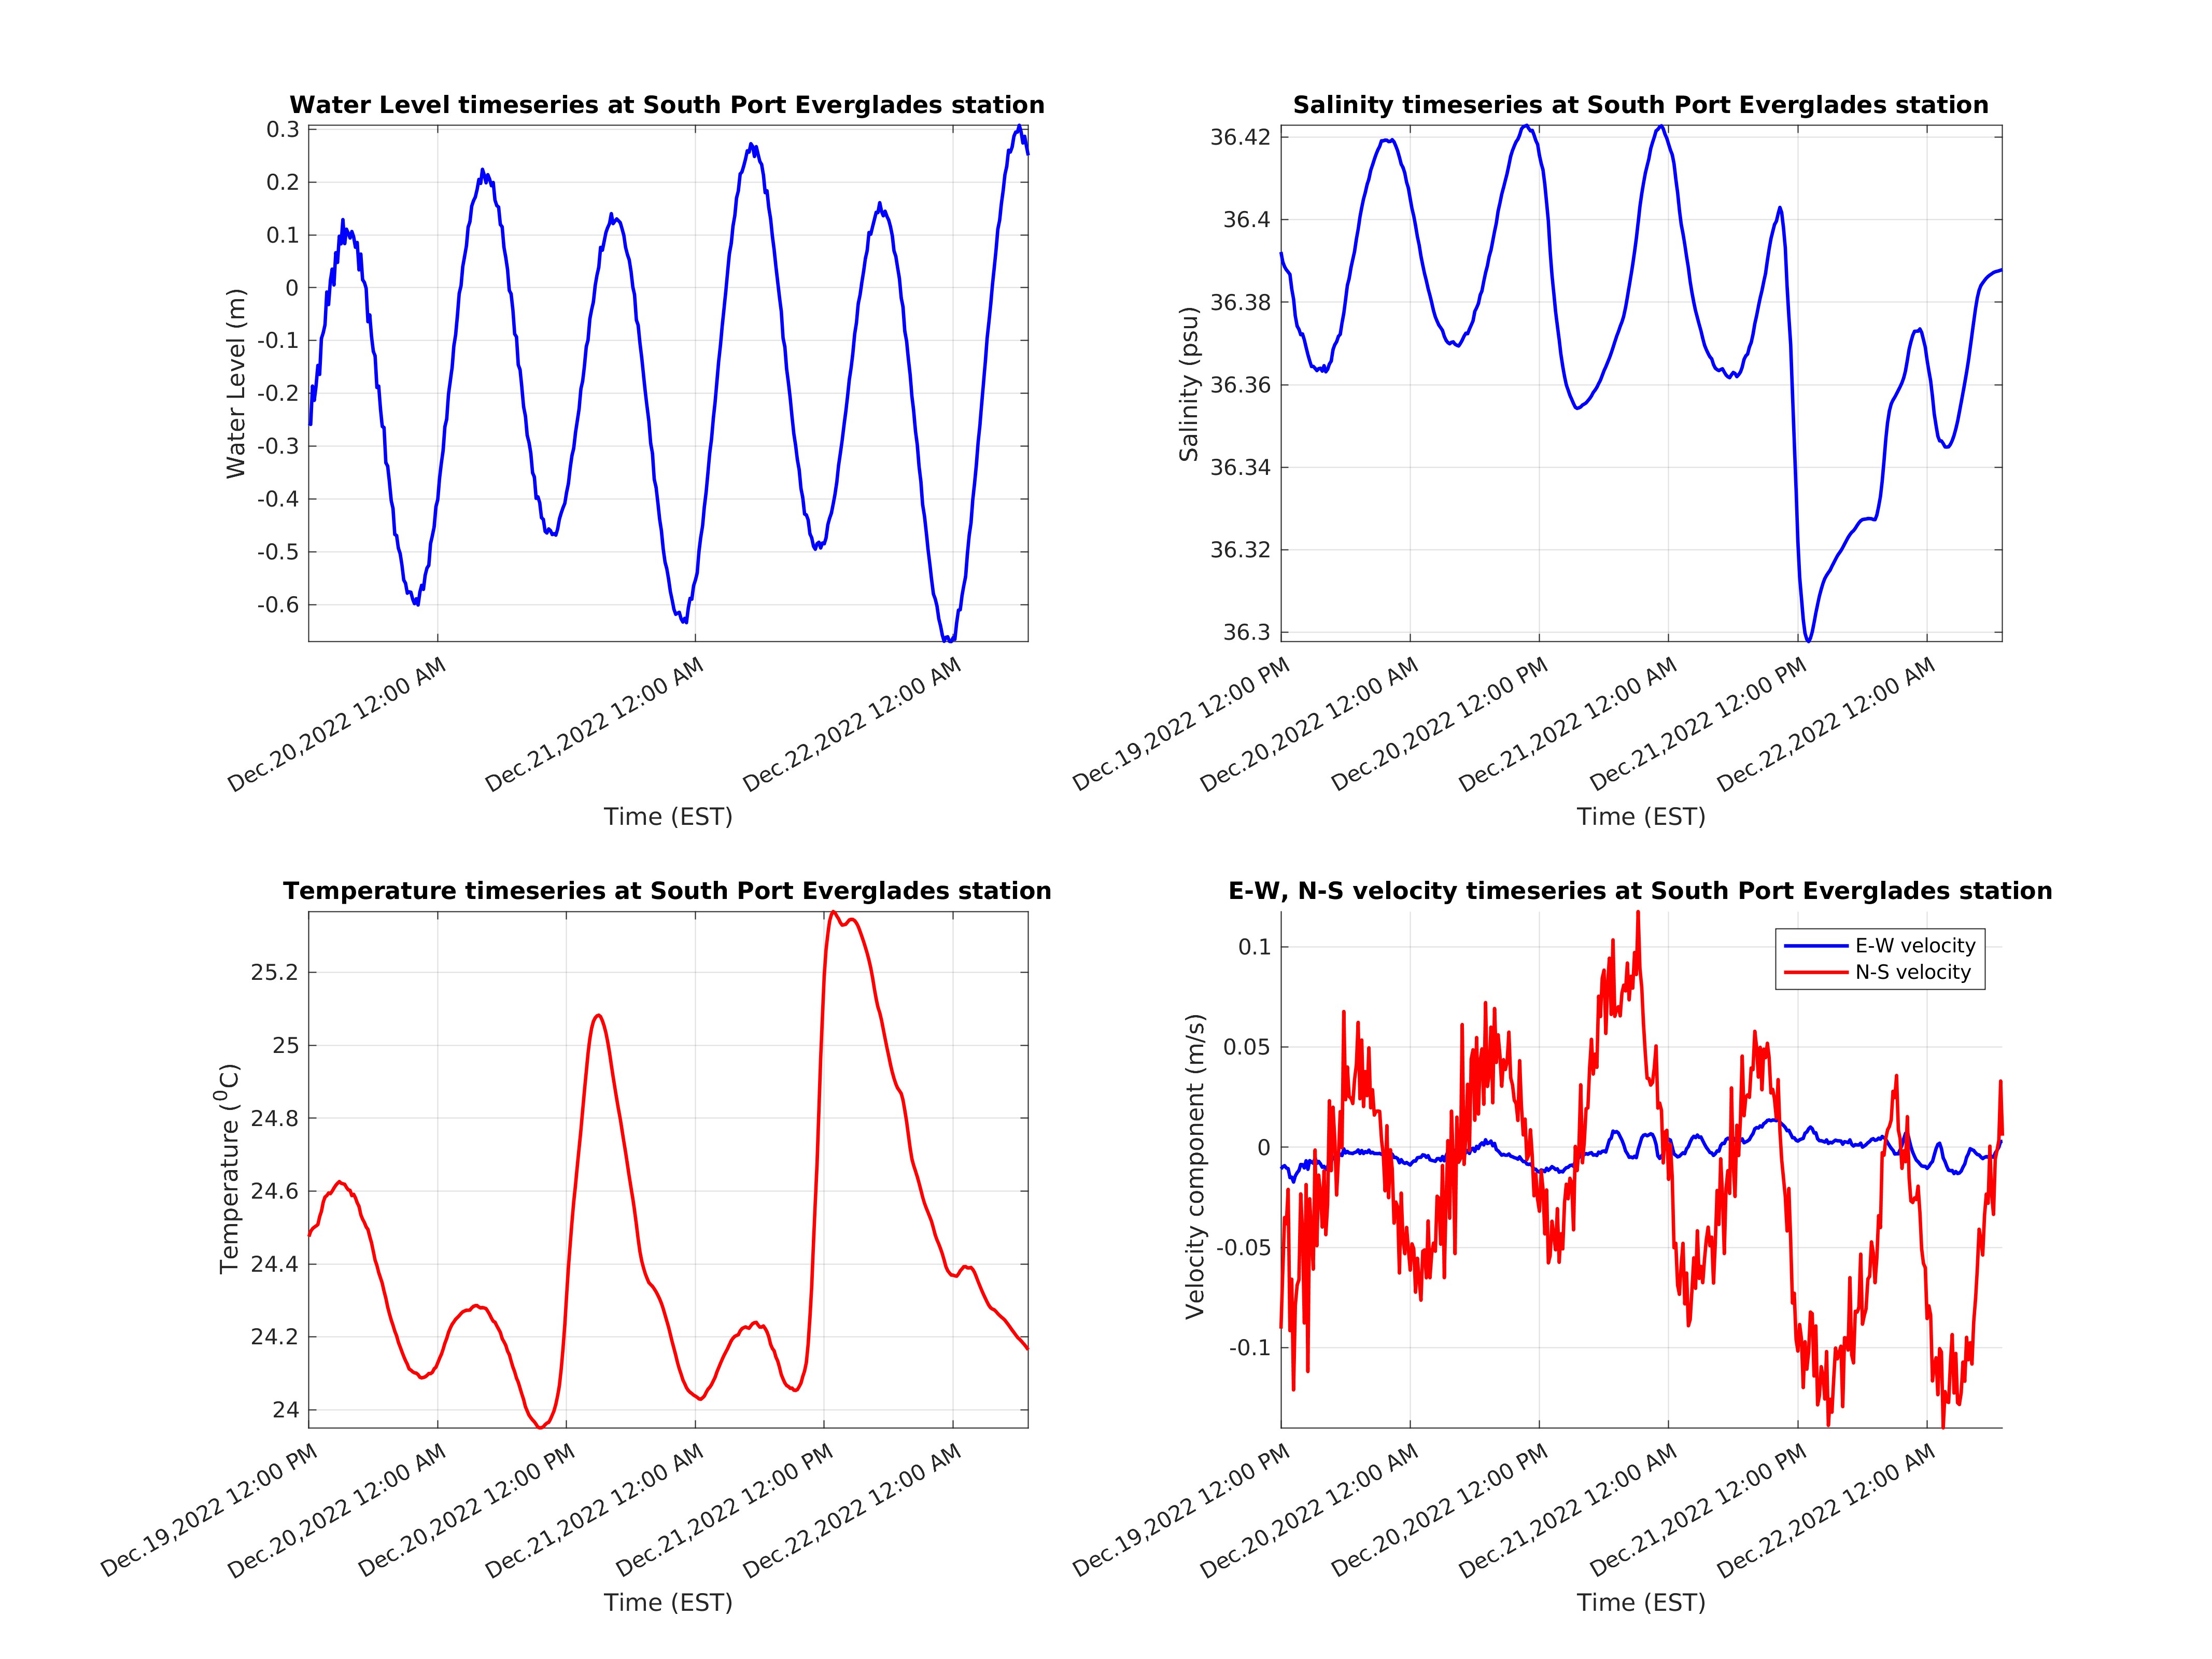 Water Level timeseries at South Port Everglades station
Water Level (m)
0.3
0.2
0.1
0
-0.1
-0.2
-0.3
-0.4
-0.5
-0.6
Dec.20,2022 12:00 AM
Dec.21,2022 12:00 AM
Dec.22,2022 12:00 AM
Time (EST)
Salinity timeseries at South Port Everglades station
Salinity (psu)
36.42
36.4
36.38
36.36
36.34
36.32
36.3
Dec.19,2022 12:00 PM
Dec.20,2022 12:00 AM
Dec.20,2022 12:00 PM
Dec.21,2022 12:00 AM
Dec.21,2022 12:00 PM
Dec.22,2022 12:00 AM
Time (EST)
Temperature timeseries at South Port Everglades station
Temperature (⁰C)
25.2
25
24.8
24.6
24.4
24.2
24
Dec.19,2022 12:00 PM
Dec.20,2022 12:00 AM
Dec.20,2022 12:00 PM
Dec.21,2022 12:00 AM
Dec.21,2022 12:00 PM
Dec.22,2022 12:00 AM
Time (EST)
E-W, N-S velocity timeseries at South Port Everglades station
Velocity component (m/s)
0.1
0.05
0
-0.05
-0.1
E-W velocity
N-S velocity
Dec.19,2022 12:00 PM
Dec.20,2022 12:00 AM
Dec.20,2022 12:00 PM
Dec.21,2022 12:00 AM
Dec.21,2022 12:00 PM
Dec.22,2022 12:00 AM
Time (EST)